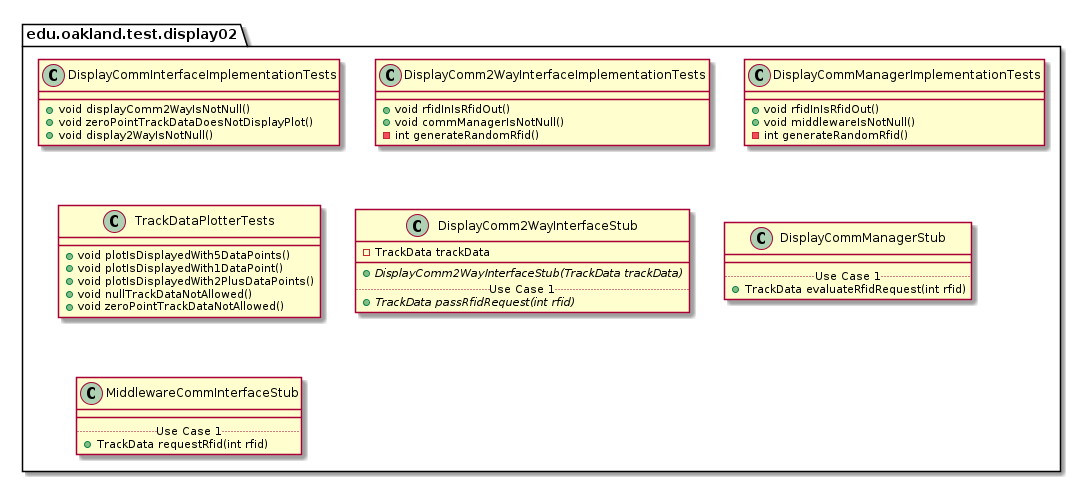 edu.oakland.test.display02
C DisplayCommInterfaceImplementationTests
void displayComm2WayIsNotNull()
void zeroPointTrackDataDoesNotDisplayPlot()
void display2WayIsNotNull()
C DisplayComm2WayInterfaceImplementationTests
void rfidInIsRfidOut()
void commManagerIsNotNull()
int generateRandomRfid()
C DisplayCommManagerImplementationTests
void rfidInIsRfidOut()
void middlewareIsNotNull()
int generateRandomRfid()
C TrackDataPlotterTests
void plotIsDisplayedWith5DataPoints()
void plotIsDisplayedWith1DataPoint()
void plotIsDisplayedWith2PlusDataPoints()
void nullTrackDataNotAllowed()
void zeroPointTrackDataNotAllowed()
C DisplayComm2WayInterfaceStub
TrackData trackData
DisplayComm2WayInterfaceStub(TrackData trackData)
Use Case 1
TrackData passRfidRequest(int rfid)
C DisplayCommManagerStub
Use Case 1
TrackData evaluateRfidRequest(int rfid)
C MiddlewareCommInterfaceStub
Use Case 1
TrackData requestRfid(int rfid)